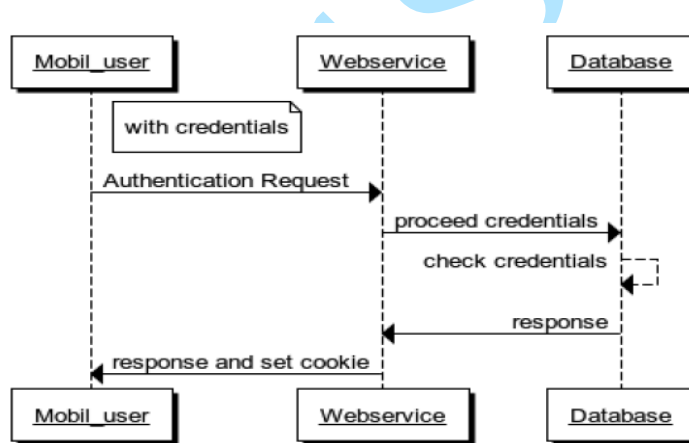 Mobil_user
Webservice
Database
with credentials
Authentication Request
proceed credentials
check credentials
response
response and set cookie
Mobil_user
Webservice
Database